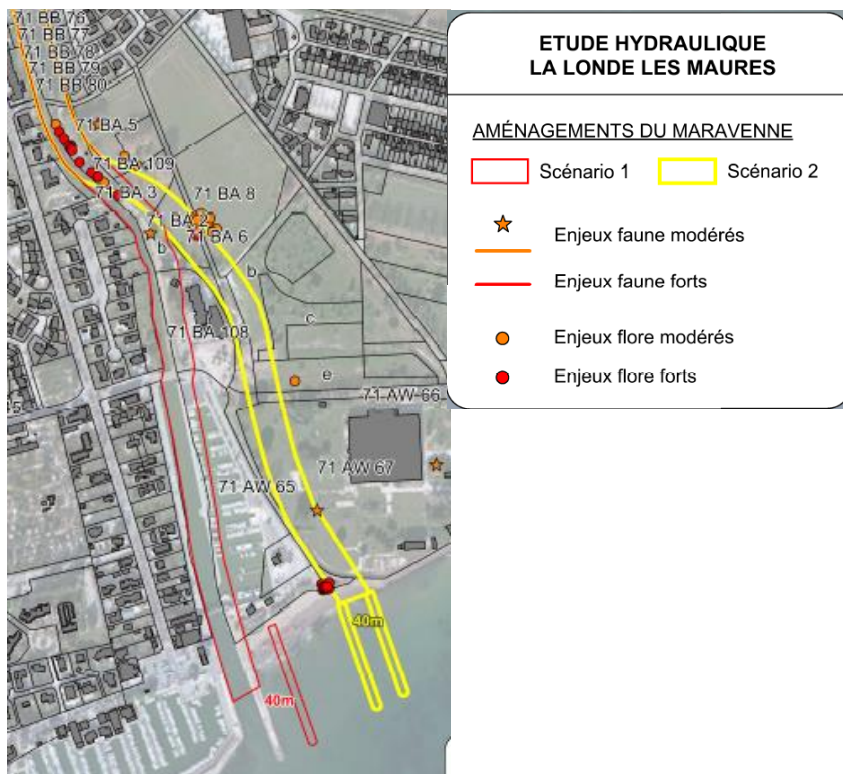 71 BB 76
71 BB 77
71 BB 78
71 BB 79
71 BB 80
71 BA 5
71 BA 109
71 BA 3
71 BA 8
71 BA 2
71 BA 6
b
b
c
71 BA 108
e
71 AW 66
45
71 AW 67
71 AW 65
40m
40m
ETUDE HYDRAULIQUE
LA LONDE LES MAURES
AMÉNAGEMENTS DU MARAVENNE
Scénario 1 Scénario 2
Enjeux faune modérés
Enjeux faune forts
Enjeux flore modérés
Enjeux flore forts